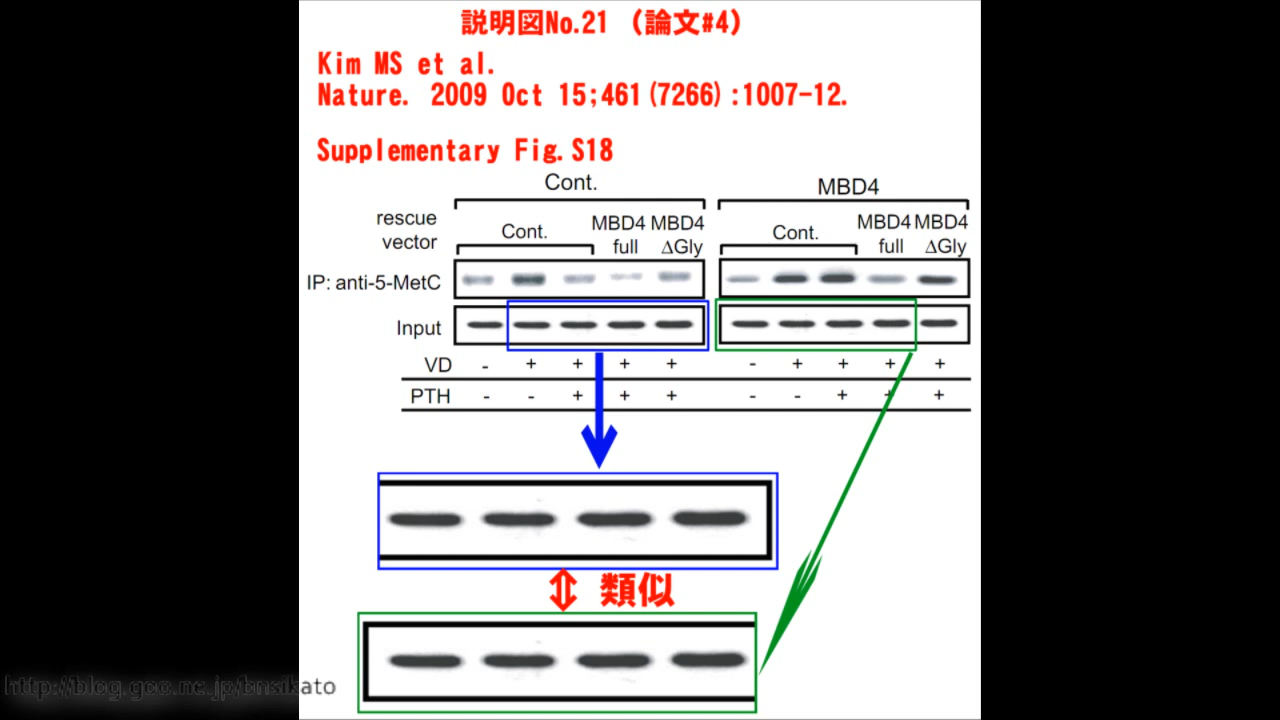 説明図No.21 （論文#4）
Kim MS et al.
Nature. 2009 Oct 15;461(7266):1007-12.
Supplementary Fig.S18
Cont. MBD4
rescue vector Cont. MBD4 full MBD4 ΔGly Cont. MBD4 full MBD4 ΔGly
IP: anti-5-MetC
Input
VD - + + + + - + + + +
PTH - - + + + - - + + +
類似
http://blog.goo.ne.jp/bnsikato